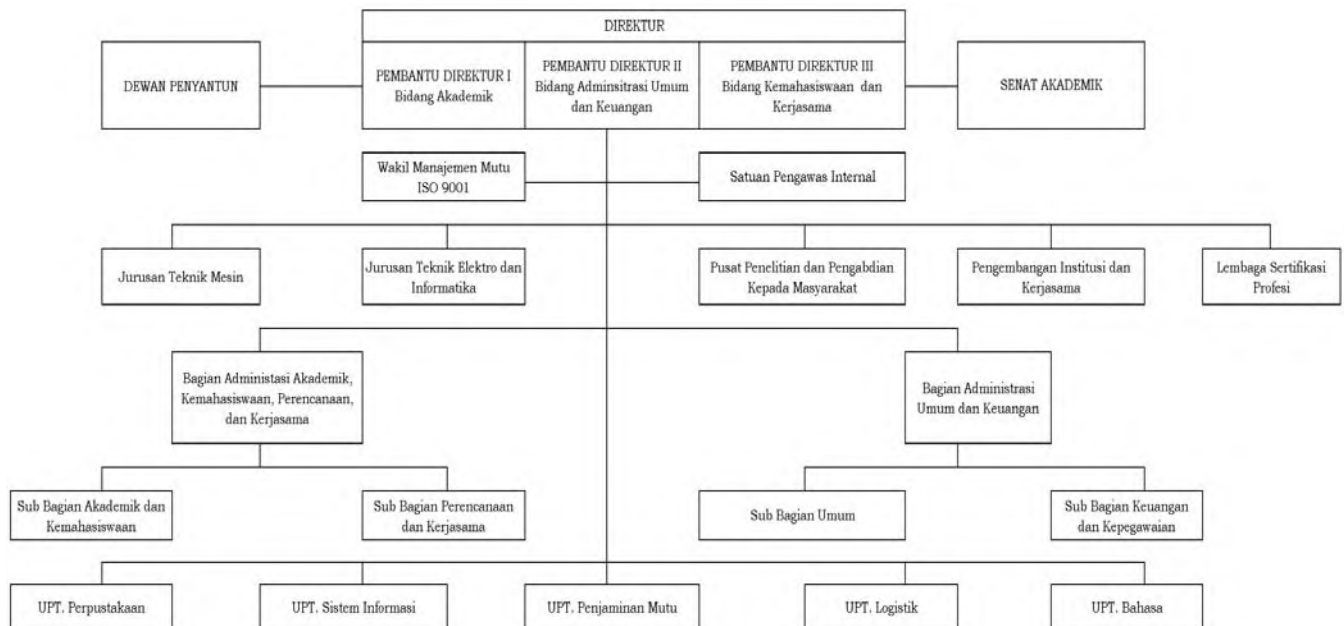 DIREKTUR
DEWAN PENYANTUN
PEMBANTU DIREKTUR I
Bidang Akademik
PEMBANTU DIREKTUR II
Bidang Adminsitrasi Umum
dan Keuangan
PEMBANTU DIREKTUR III
Bidang Kemahasiswaan dan
Kerjasama
SENAT AKADEMIK
Wakil Manajemen Mutu
ISO 9001
Satuan Pengawas Internal
Jurusan Teknik Mesin
Jurusan Teknik Elektro dan
Informatika
Pusat Penelitian dan Pengabdian
Kepada Masyarakat
Pengembangan Institusi dan
Kerjasama
Lembaga Sertifikasi
Profesi
Bagian Administasi Akademik,
Kemahasiswaan, Perencanaan,
dan Kerjasama
Bagian Administrasi
Umum dan Keuangan
Sub Bagian Akademik dan
Kemahasiswaan
Sub Bagian Perencanaan
dan Kerjasama
Sub Bagian Umum
Sub Bagian Keuangan
dan Kepegawaian
UPT. Perpustakaan
UPT. Sistem Informasi
UPT. Penjaminan Mutu
UPT. Logistik
UPT. Bahasa